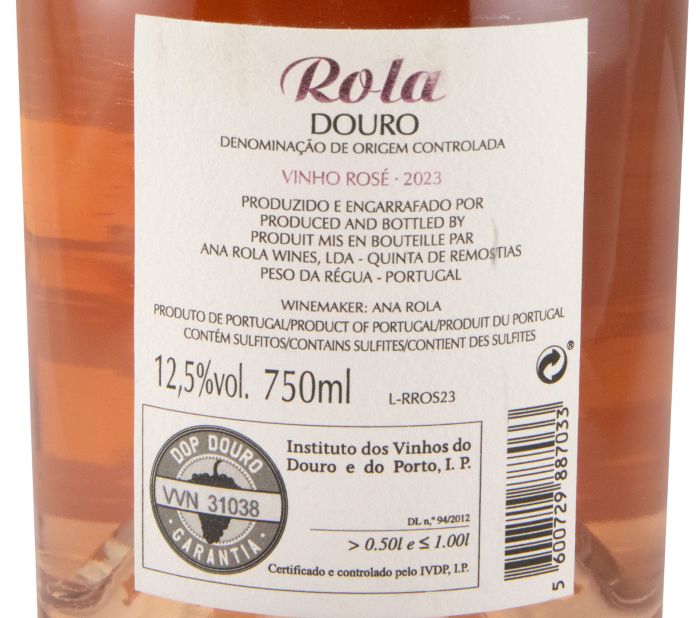 Rola
DOURO
DENOMINAÇÃO DE ORIGEM CONTROLADA
VINHO ROSÉ · 2023
PRODUZIDO E ENGARRAFADO POR
PRODUCED AND BOTTLED BY
PRODUIT MIS EN BOUTEILLE PAR
ANA ROLA WINES, LDA - QUINTA DE REMOSTIAS
PESO DA RÉGUA - PORTUGAL
WINEMAKER: ANA ROLA
PRODUTO DE PORTUGAL/PRODUCT OF PORTUGAL/PRODUIT DU PORTUGAL
CONTÉM SULFITOS/CONTAINS SULFITES/CONTIENT DES SULFITES
12,5%vol. 750ml
L-RROS23
®
DOP DOURO
VVN 31038
· GARANTIA ·
Instituto dos Vinhos do
Douro e do Porto, I. P.
DL n,º 94/2012
> 0.50l e ≤ 1.00l
Certificado e controlado pelo IVDP, I.P.
5 600729 887033